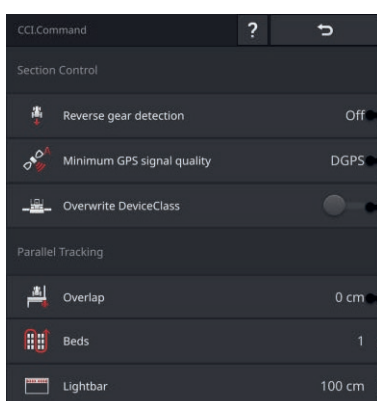 CCI.Command ?
Section Control
Reverse gear detection Off
Minimum GPS signal quality DGPS
Overwrite DeviceClass
Parallel Tracking
Overlap 0 cm
Beds 1
Lightbar 100 cm